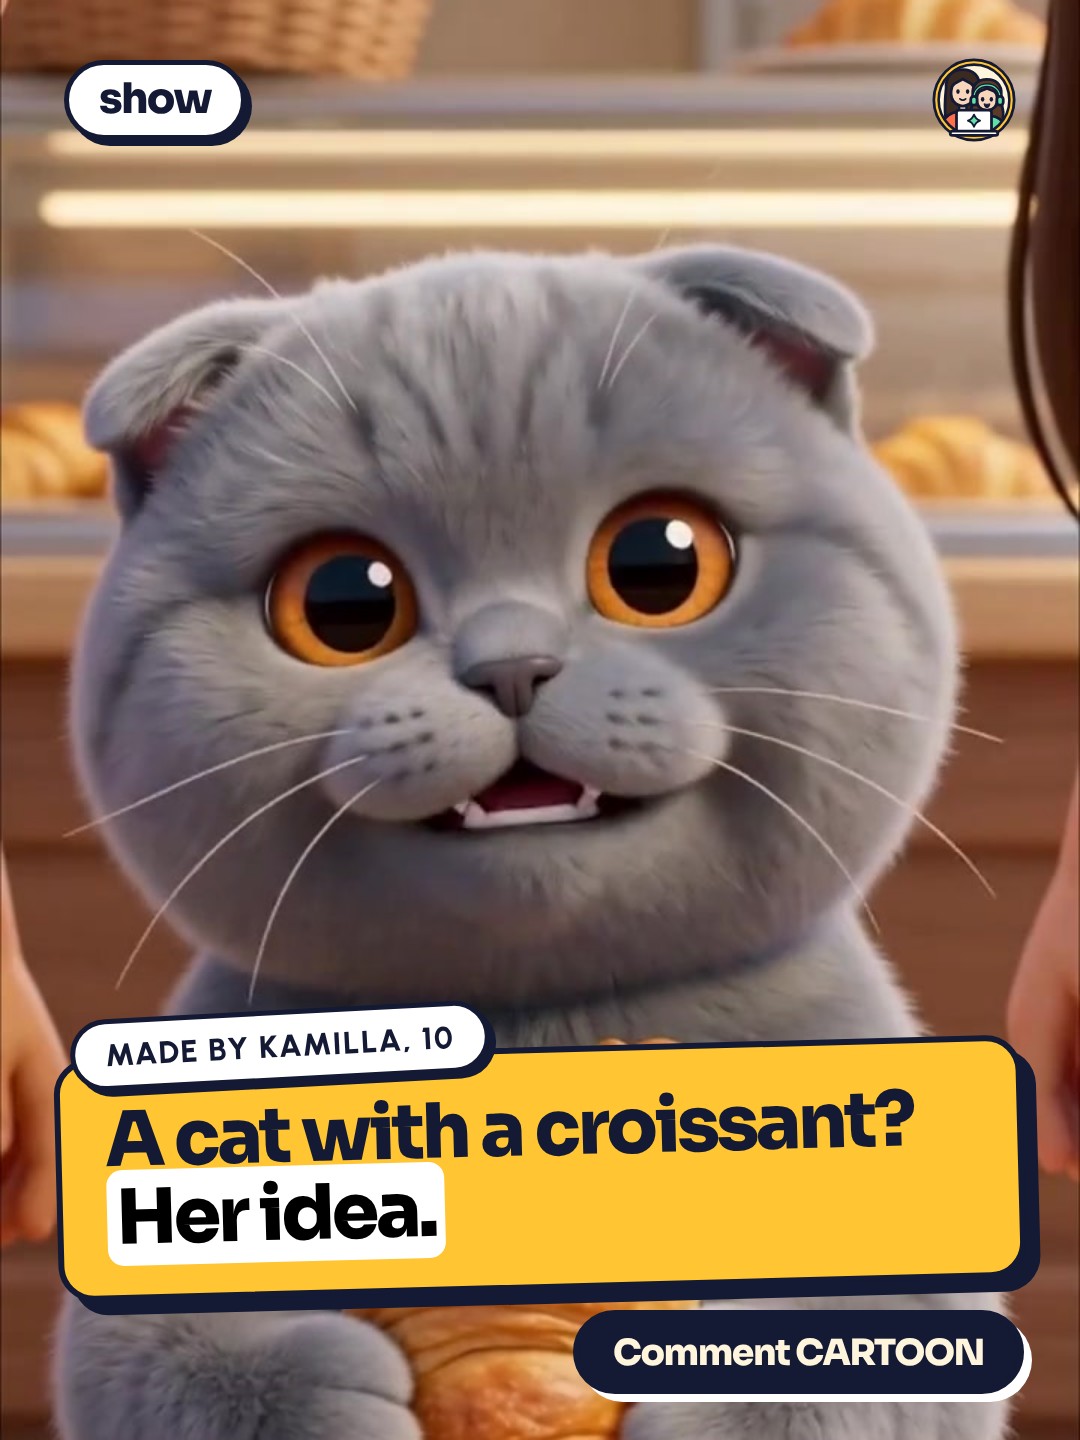 show
MADE BY KAMILLA, 10
A cat with a croissant?
Her idea.
Comment CARTOON